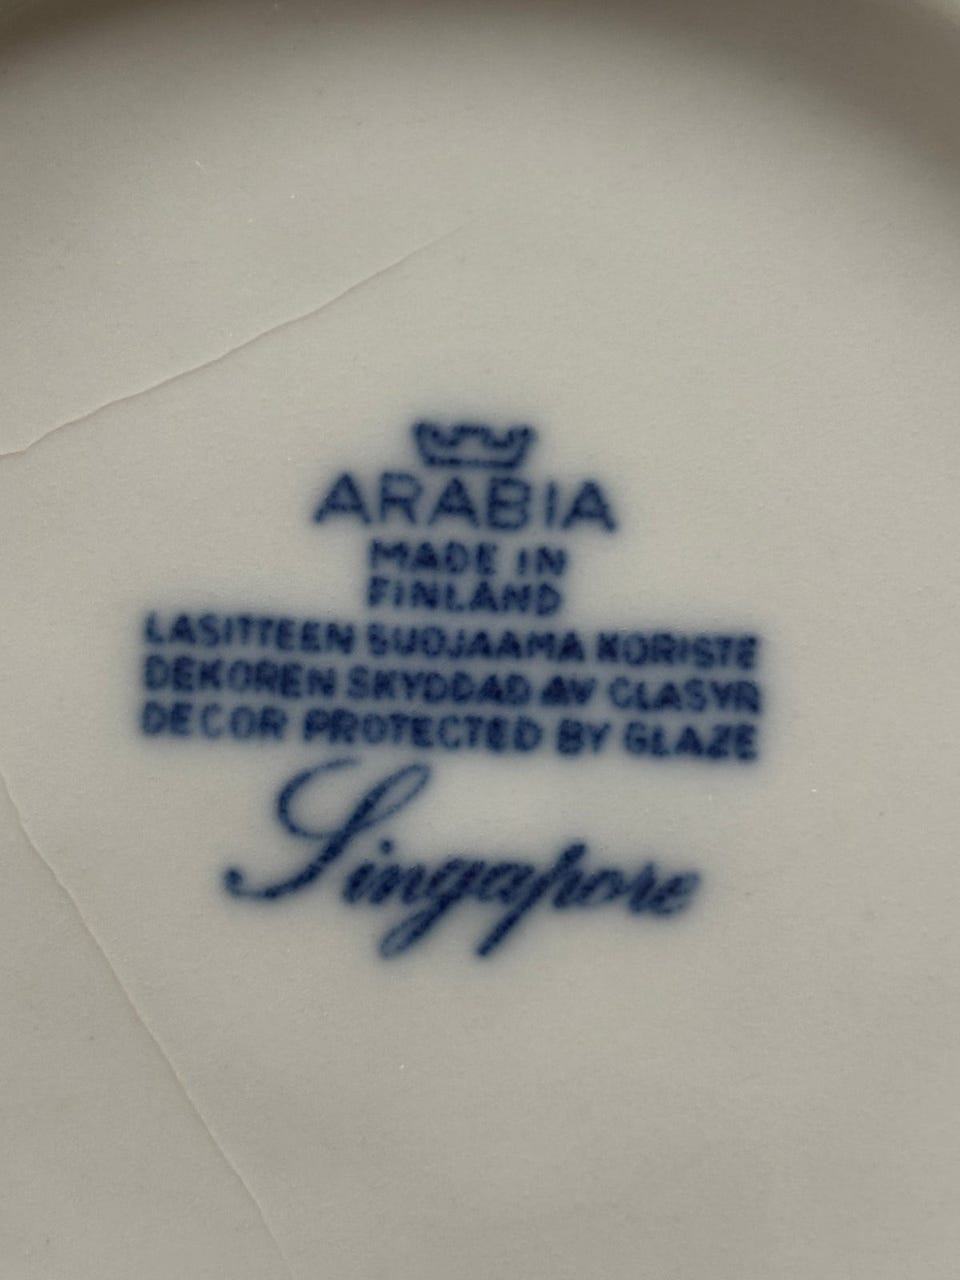 ARABIA
MADE IN
FINLAND
LASITTEEN SUOJAAMA KORISTE
DEKOREN SKYDDAD AV GLASYR
DECOR PROTECTED BY GLAZE
Singapore